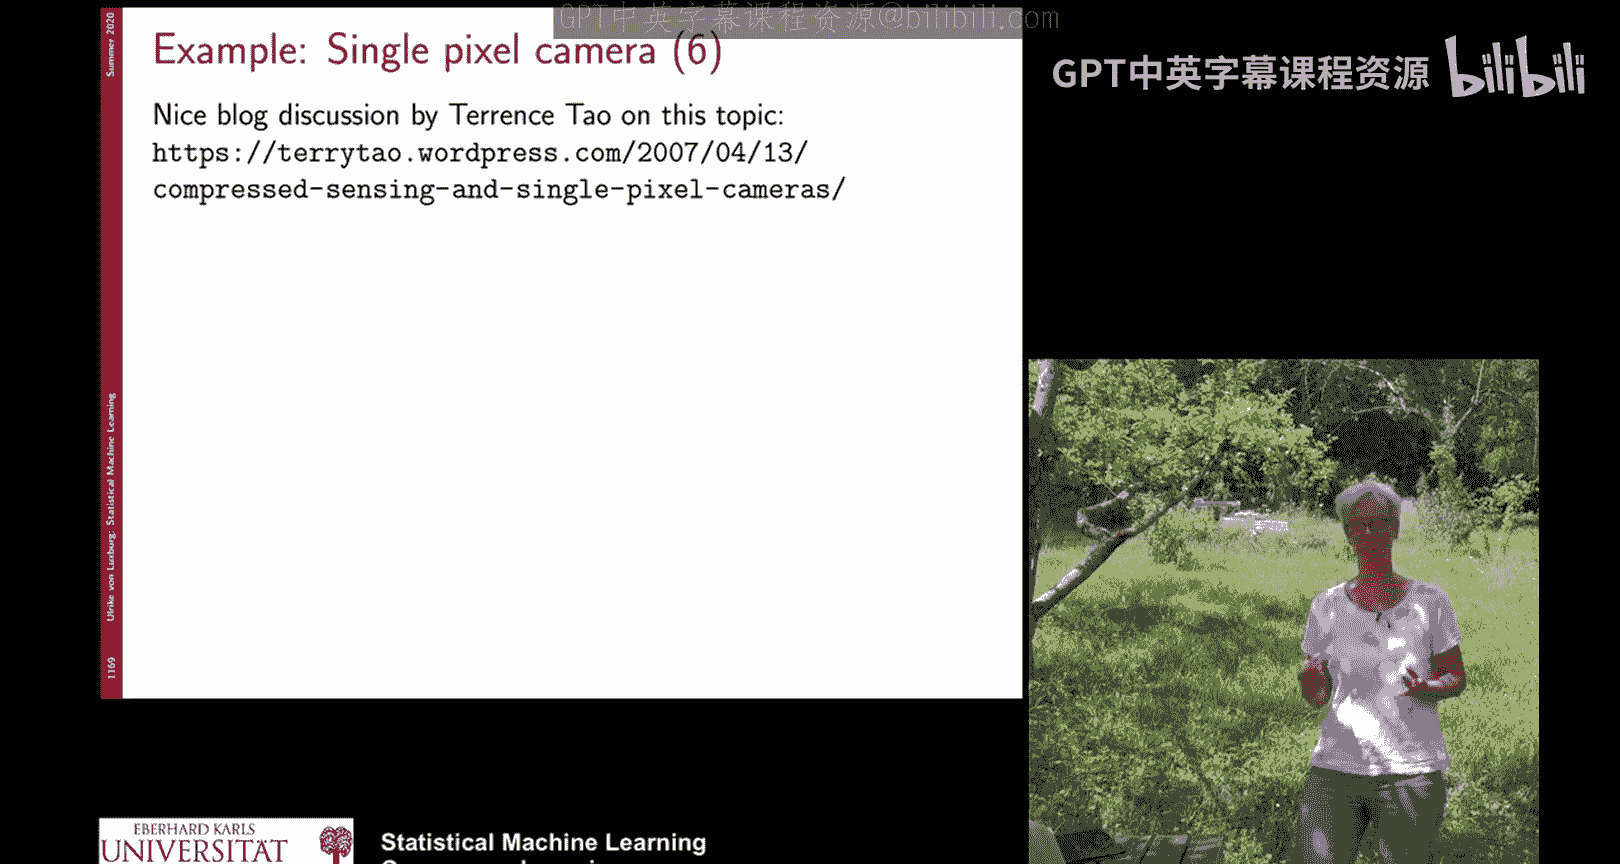 GPT中英字幕课程资源@bilibili.com
Example: Single pixel camera (6)
Nice blog discussion by Terrence Tao on this topic:
https://terrytao.wordpress.com/2007/04/13/
compressed-sensing-and-single-pixel-cameras/
GPT中英字幕课程资源 bilibili
Summer 2020
Ulrike von Luxburg: Statistical Machine Learning
1169
EBERHARD KARLS
UNIVERSITÄT
Statistical Machine Learning